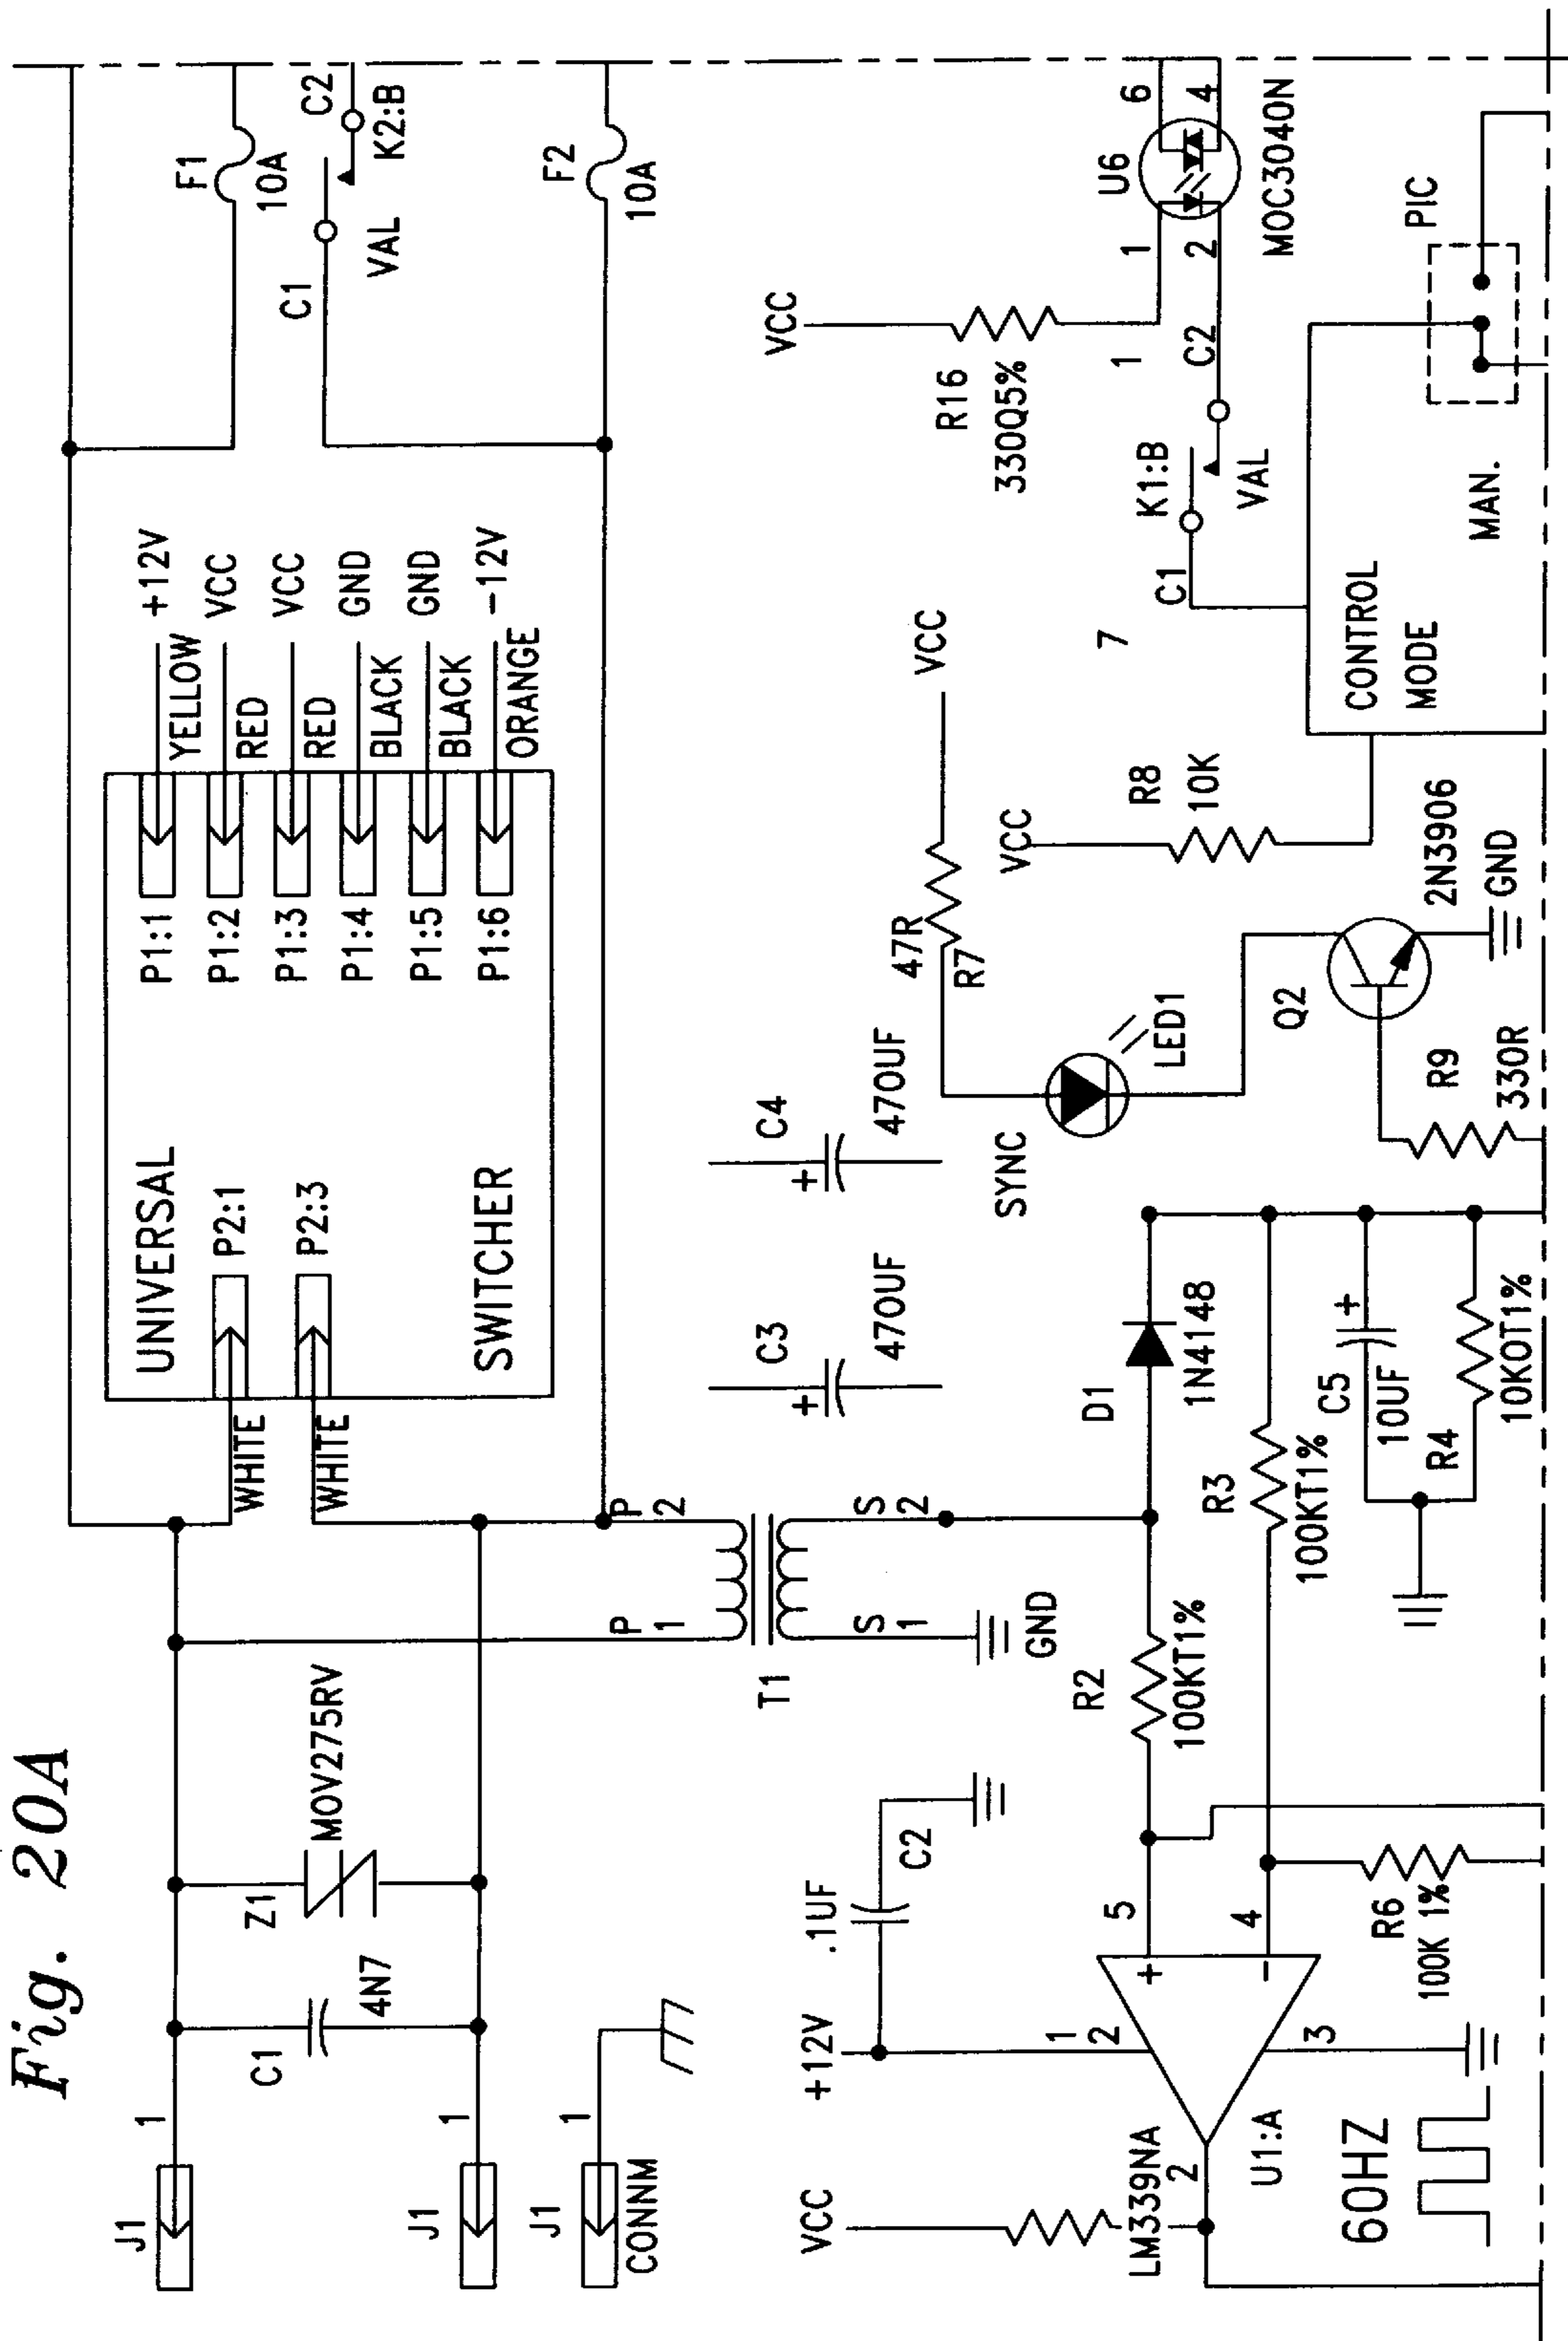 Fig. 20A
J1
1
J1
1
J1
1
CONNM
C1
4N7
Z1
MOV275RV
WHITE
WHITE
UNIVERSAL
P2:1
P2:3
SWITCHER
P1:1
P1:2
P1:3
P1:4
P1:5
P1:6
YELLOW
RED
RED
BLACK
BLACK
ORANGE
+12V
VCC
VCC
GND
GND
-12V
F1
10A
C1
VAL
C2
K2:B
F2
10A
P
1
P
2
T1
S
1
S
2
GND
C3
+
470UF
C4
+
470UF
SYNC
LED1
47R
R7
VCC
VCC
R8
10K
Q2
2N3906
GND
R9
330R
VCC
R16
330Q5%
1
7
C1
K1:B
VAL
C2
1
2
U6
6
4
MOC3040N
CONTROL
MODE
MAN.
PIC
VCC
+12V
.1UF
C2
LM339NA
2
1
2
3
U1:A
+
-
5
4
60HZ
R2
100KT1%
D1
1N4148
R3
100KT1%
C5
10UF
+
R4
10KOT1%
R6
100K 1%